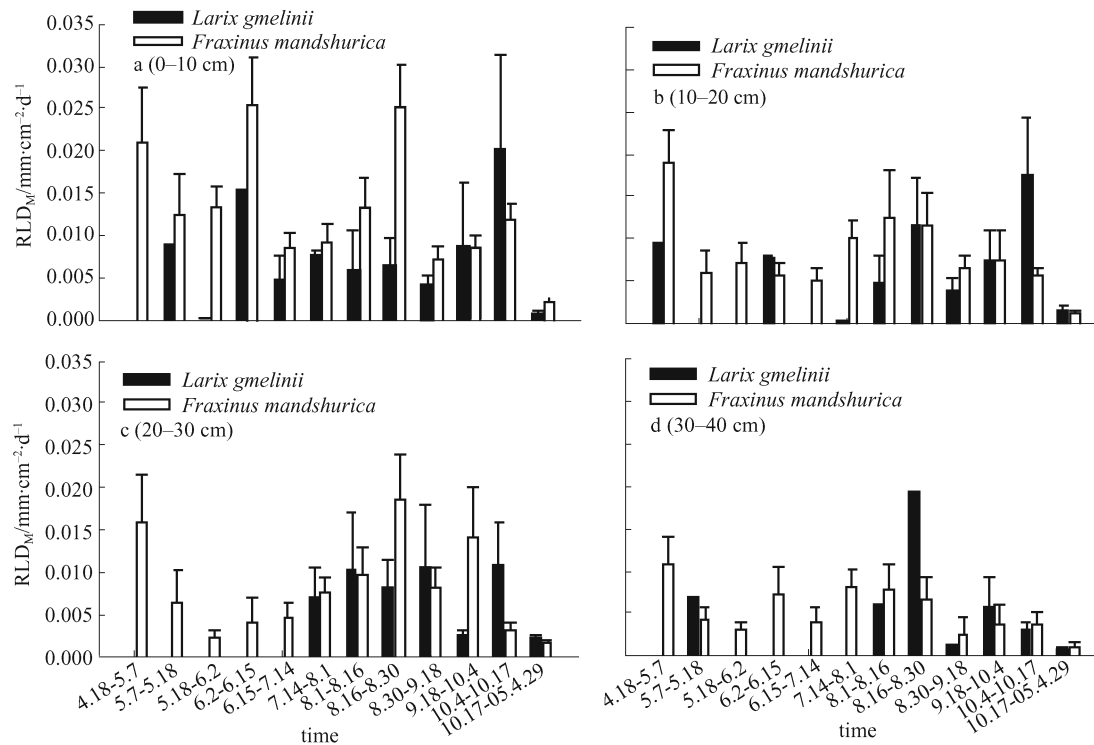 0.035
0.030
0.025
0.020
0.015
0.010
0.005
0.000
RLD_M/mm·cm⁻²·d⁻¹
Larix gmelinii
Fraxinus mandshurica
a (0–10 cm)
Larix gmelinii
Fraxinus mandshurica
b (10–20 cm)
0.035
0.030
0.025
0.020
0.015
0.010
0.005
0.000
RLD_M/mm·cm⁻²·d⁻¹
Larix gmelinii
Fraxinus mandshurica
c (20–30 cm)
4.18-5.7
5.7-5.18
5.18-6.2
6.2-6.15
6.15-7.14
7.14-8.1
8.1-8.16
8.16-8.30
8.30-9.18
9.18-10.4
10.4-10.17
10.17-05.4.29
time
Larix gmelinii
Fraxinus mandshurica
d (30–40 cm)
4.18-5.7
5.7-5.18
5.18-6.2
6.2-6.15
6.15-7.14
7.14-8.1
8.1-8.16
8.16-8.30
8.30-9.18
9.18-10.4
10.4-10.17
10.17-05.4.29
time